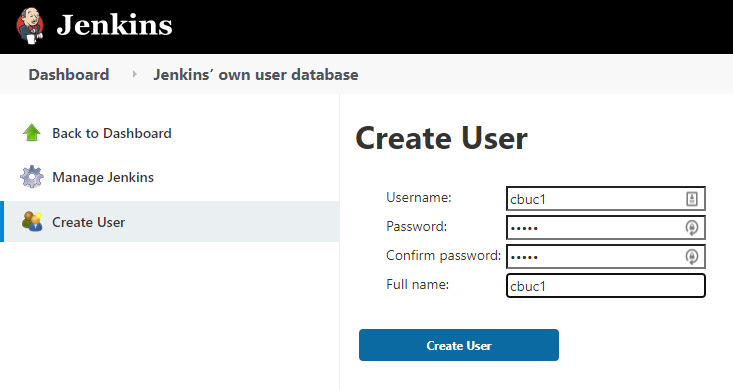 Jenkins
Dashboard Jenkins' own user database
Back to Dashboard
Manage Jenkins
Create User
Create User
Username: cbuc1
Password: •••••
Confirm password: •••••
Full name: cbuc1
Create User